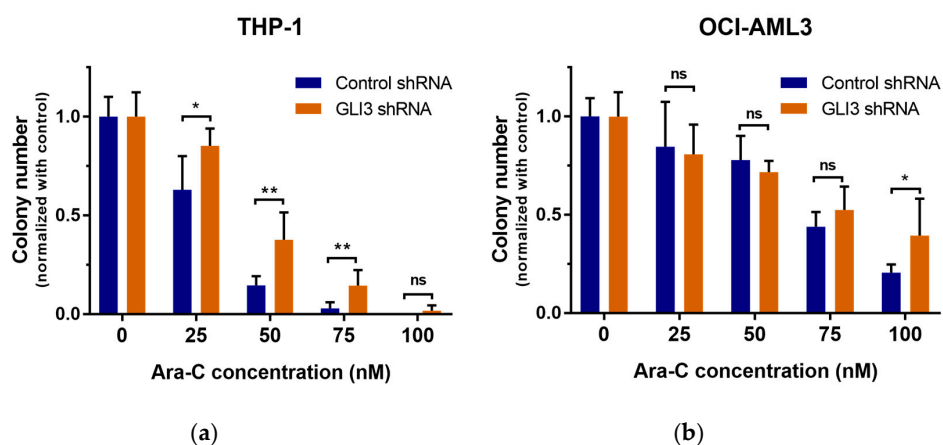 THP-1
Colony number
(normalized with control)
1.0
0.5
0.0
Control shRNA
GLI3 shRNA
*
**
**
ns
0 25 50 75 100
Ara-C concentration (nM)
(a)
OCI-AML3
Colony number
(normalized with control)
1.0
0.5
0.0
Control shRNA
GLI3 shRNA
ns
ns
ns
*
0 25 50 75 100
Ara-C concentration (nM)
(b)